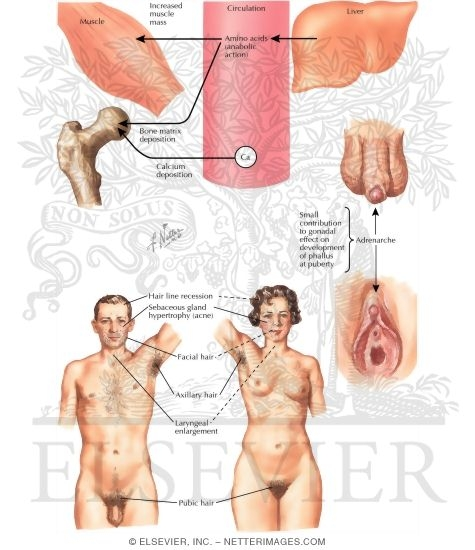 Muscle
Increased
muscle
mass
Circulation
Liver
Amino acids
(anabolic
action)
Bone matrix
deposition
Calcium
deposition
Ca
NON SOLUS
Small
contribution
to gonadal
effect on
development
of phallus
at puberty
Adrenarche
Hair line recession
Sebaceous gland
hypertrophy (acne)
Facial hair
Axillary hair
Laryngeal
enlargement
ELSEVIER
Pubic hair
© ELSEVIER, INC. – NETTERIMAGES.COM